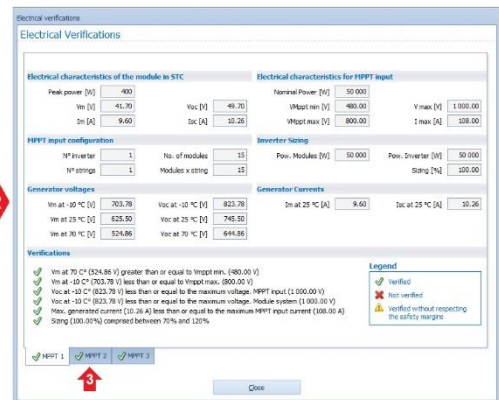 Electrical verifications
Electrical Verifications
Electrical characteristics of the module in STC
Electrical characteristics for MPPT input
Peak power [W] 400
Nominal Power [W] 50 000
Vm [V] 41.70 Voc [V] 49.70
VMppt min [V] 480.00 V max [V] 1 000.00
Im [A] 9.60 Isc [A] 10.26
VMppt max [V] 800.00 I max [A] 108.00
MPPT input configuration
Inverter Sizing
N° inverter 1 No. of modules 15
Pow. Modules [W] 50 000 Pow. Inverter [W] 50 000
N° strings 1 Modules x string 15
Sizing [%] 100.00
Generator voltages
Generator Currents
Vm at -10 °C [V] 703.78 Voc at -10 °C [V] 823.78
Im at 25 °C [A] 9.60 Isc at 25 °C [A] 10.26
Vm at 25 °C [V] 625.50 Voc at 25 °C [V] 745.50
Vm at 70 °C [V] 524.86 Voc at 70 °C [V] 644.86
Verifications
Vm at 70 C° (524.86 V) greater than or equal to Vmppt min. (480.00 V)
Vm at -10 C° (703.78 V) less than or equal to Vmppt max. (800.00 V)
Voc at -10 C° (823.78 V) less than or equal to the maximum voltage. MPPT input (1 000.00 V)
Voc at -10 C° (823.78 V) less than or equal to the maximum voltage. Module system (1 000.00 V)
Max. generated current (10.26 A) less than or equal to the maximum MPPT input current (108.00 A)
Sizing (100.00%) comprised between 70% and 120%
Legend
Verified
Not verified
Verified without respecting
the safety margins
MPPT 1 MPPT 2 MPPT 3
3
Close